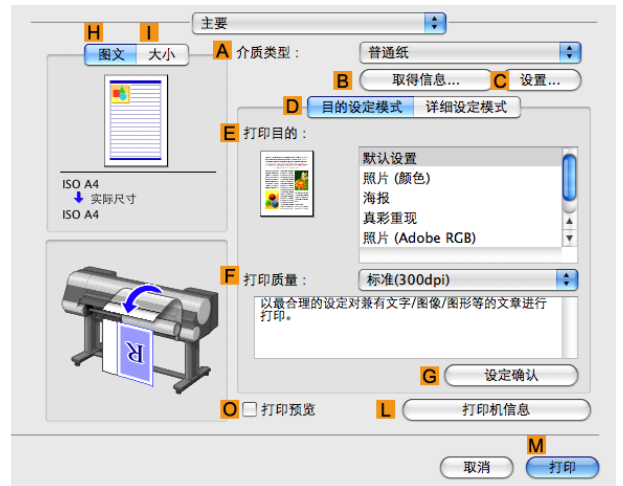 主要
H I
图文 大小
A 介质类型： 普通纸
B 取得信息... C 设置...
D 目的设定模式 详细设定模式
E 打印目的：
默认设置
照片 (颜色)
海报
真彩重现
照片 (Adobe RGB)
ISO A4
实际尺寸
ISO A4
F 打印质量： 标准(300dpi)
以最合理的设定对兼有文字/图像/图形等的文章进行
打印。
R
G 设定确认
O 打印预览 L 打印机信息
M
取消 打印